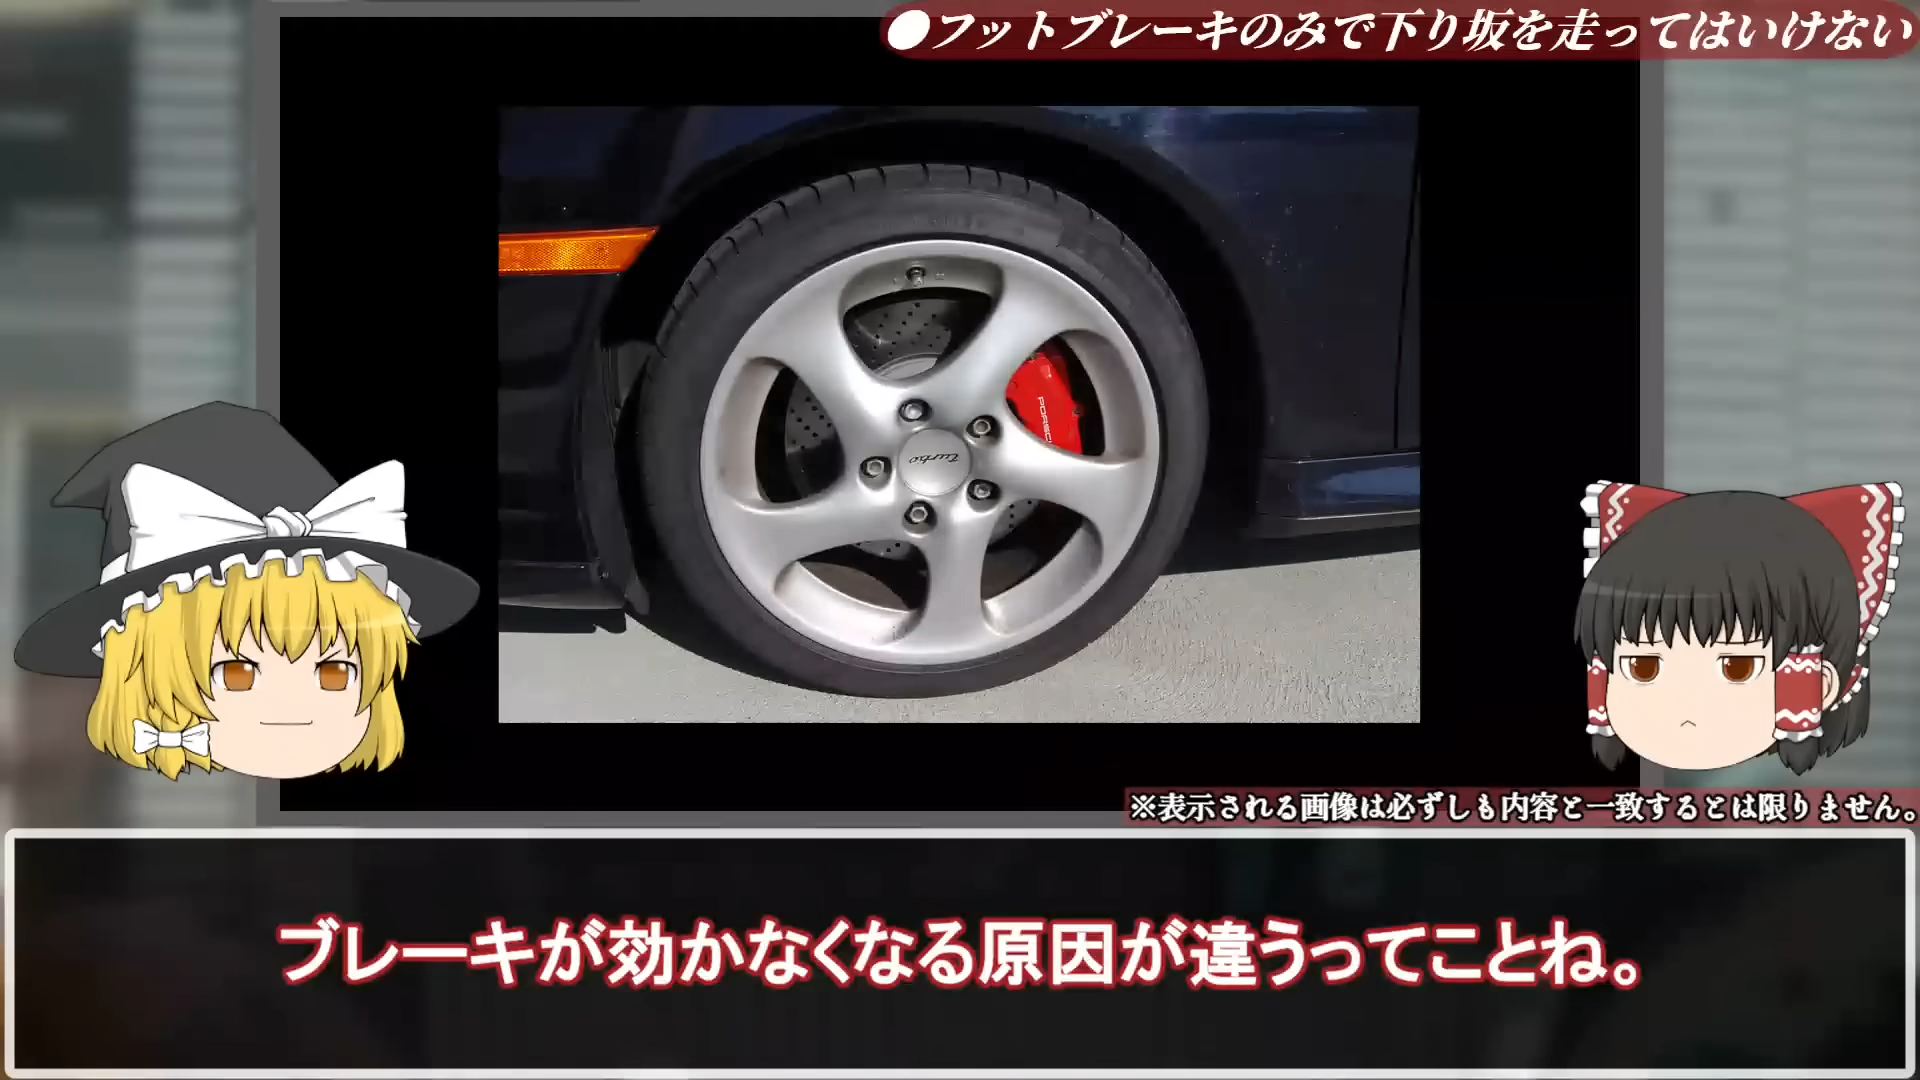 ●フットブレーキのみで下り坂を走ってはいけない
turbo
※表示される画像は必ずしも内容と一致するとは限りません。
ブレーキが効かなくなる原因が違うってことね。